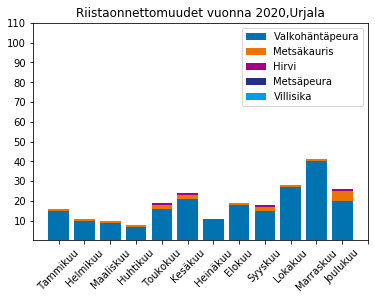 Riistaonnettomuudet vuonna 2020,Urjala
Valkohäntäpeura
Metsäkauris
Hirvi
Metsäpeura
Villisika
110
100
90
80
70
60
50
40
30
20
10
Tammikuu
Helmikuu
Maaliskuu
Huhtikuu
Toukokuu
Kesäkuu
Heinäkuu
Elokuu
Syyskuu
Lokakuu
Marraskuu
Joulukuu